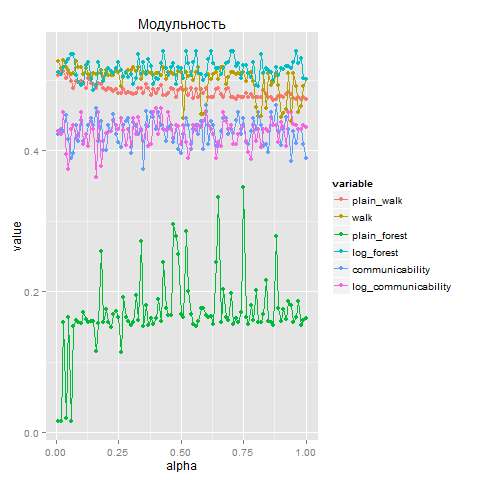 Модульность
value
0.4
0.2
0.0
0.00 0.25 0.50 0.75 1.00
alpha
variable
plain_walk
walk
plain_forest
log_forest
communicability
log_communicability